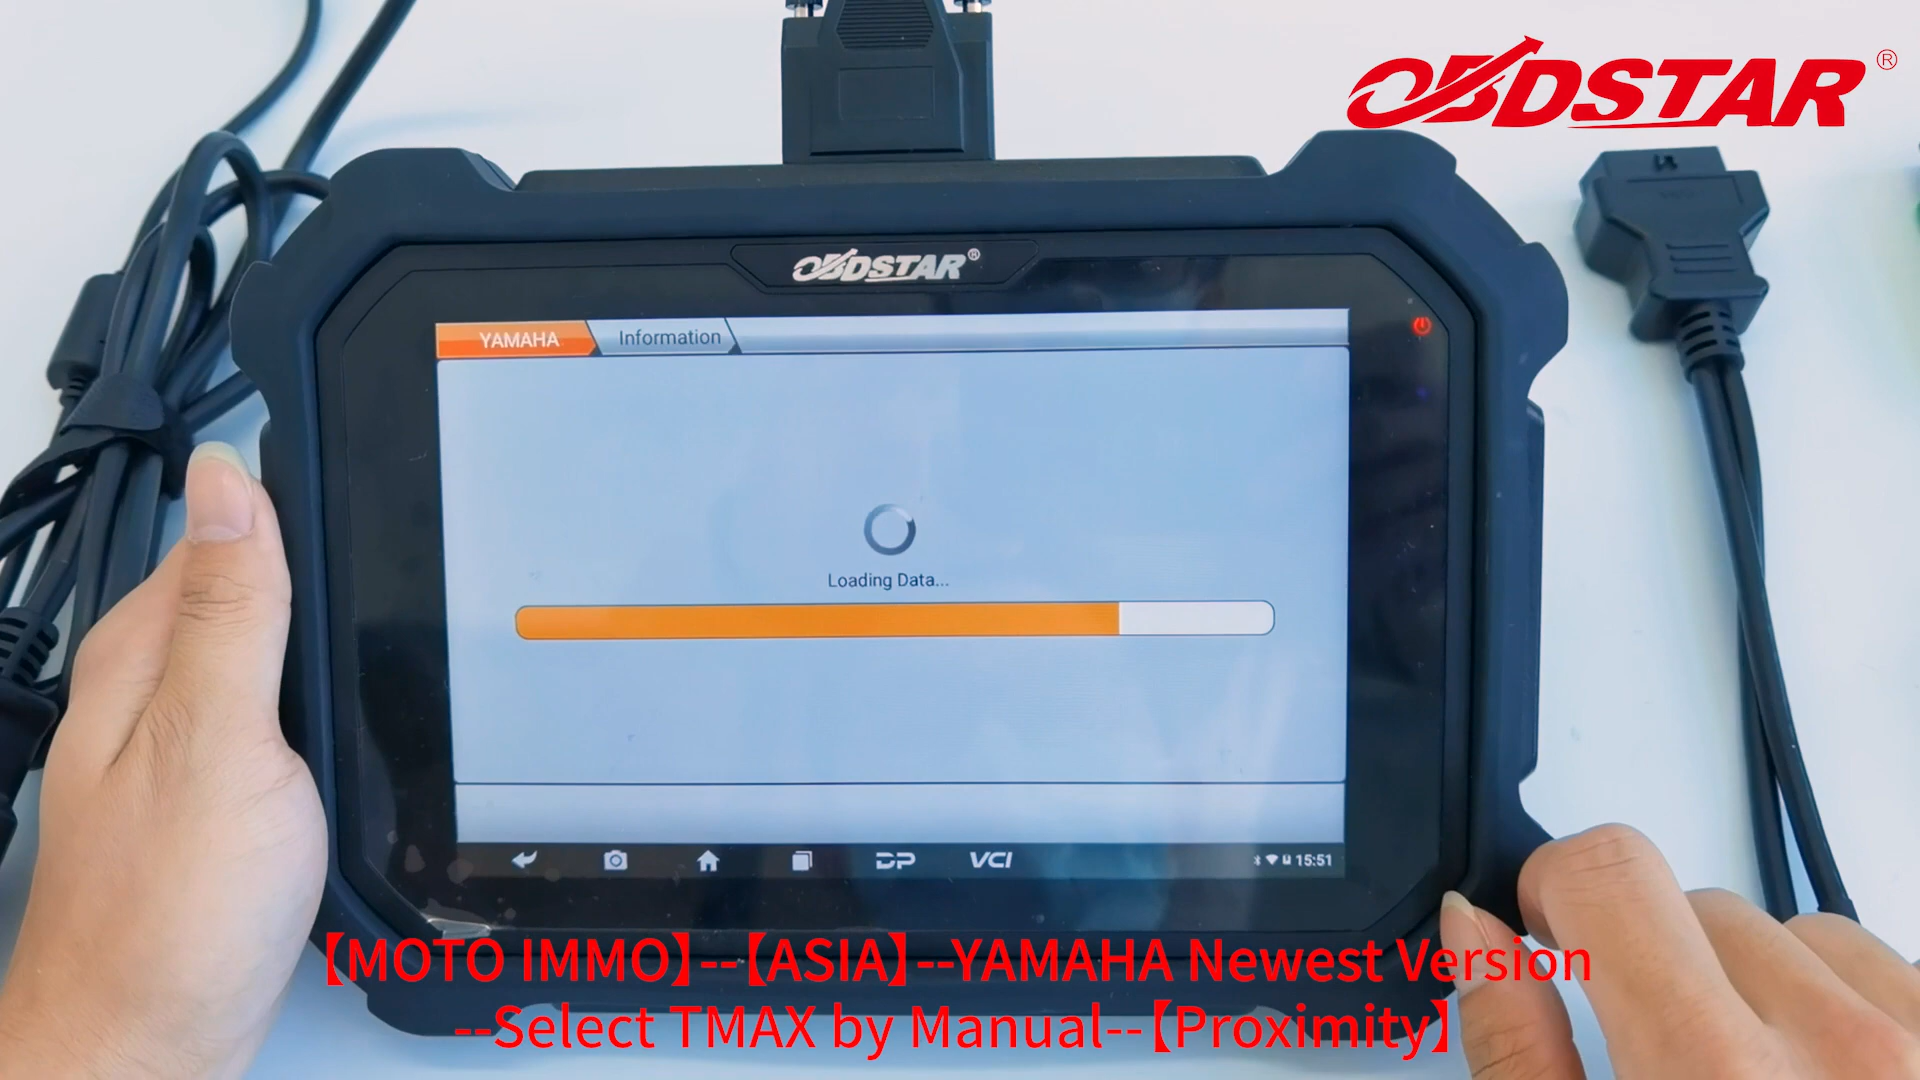 OBDSTAR®
OBDSTAR®
YAMAHA Information
Loading Data...
DP VCI 15:51
【MOTO IMMO】--【ASIA】--YAMAHA Newest Version
--Select TMAX by Manual--【Proximity】